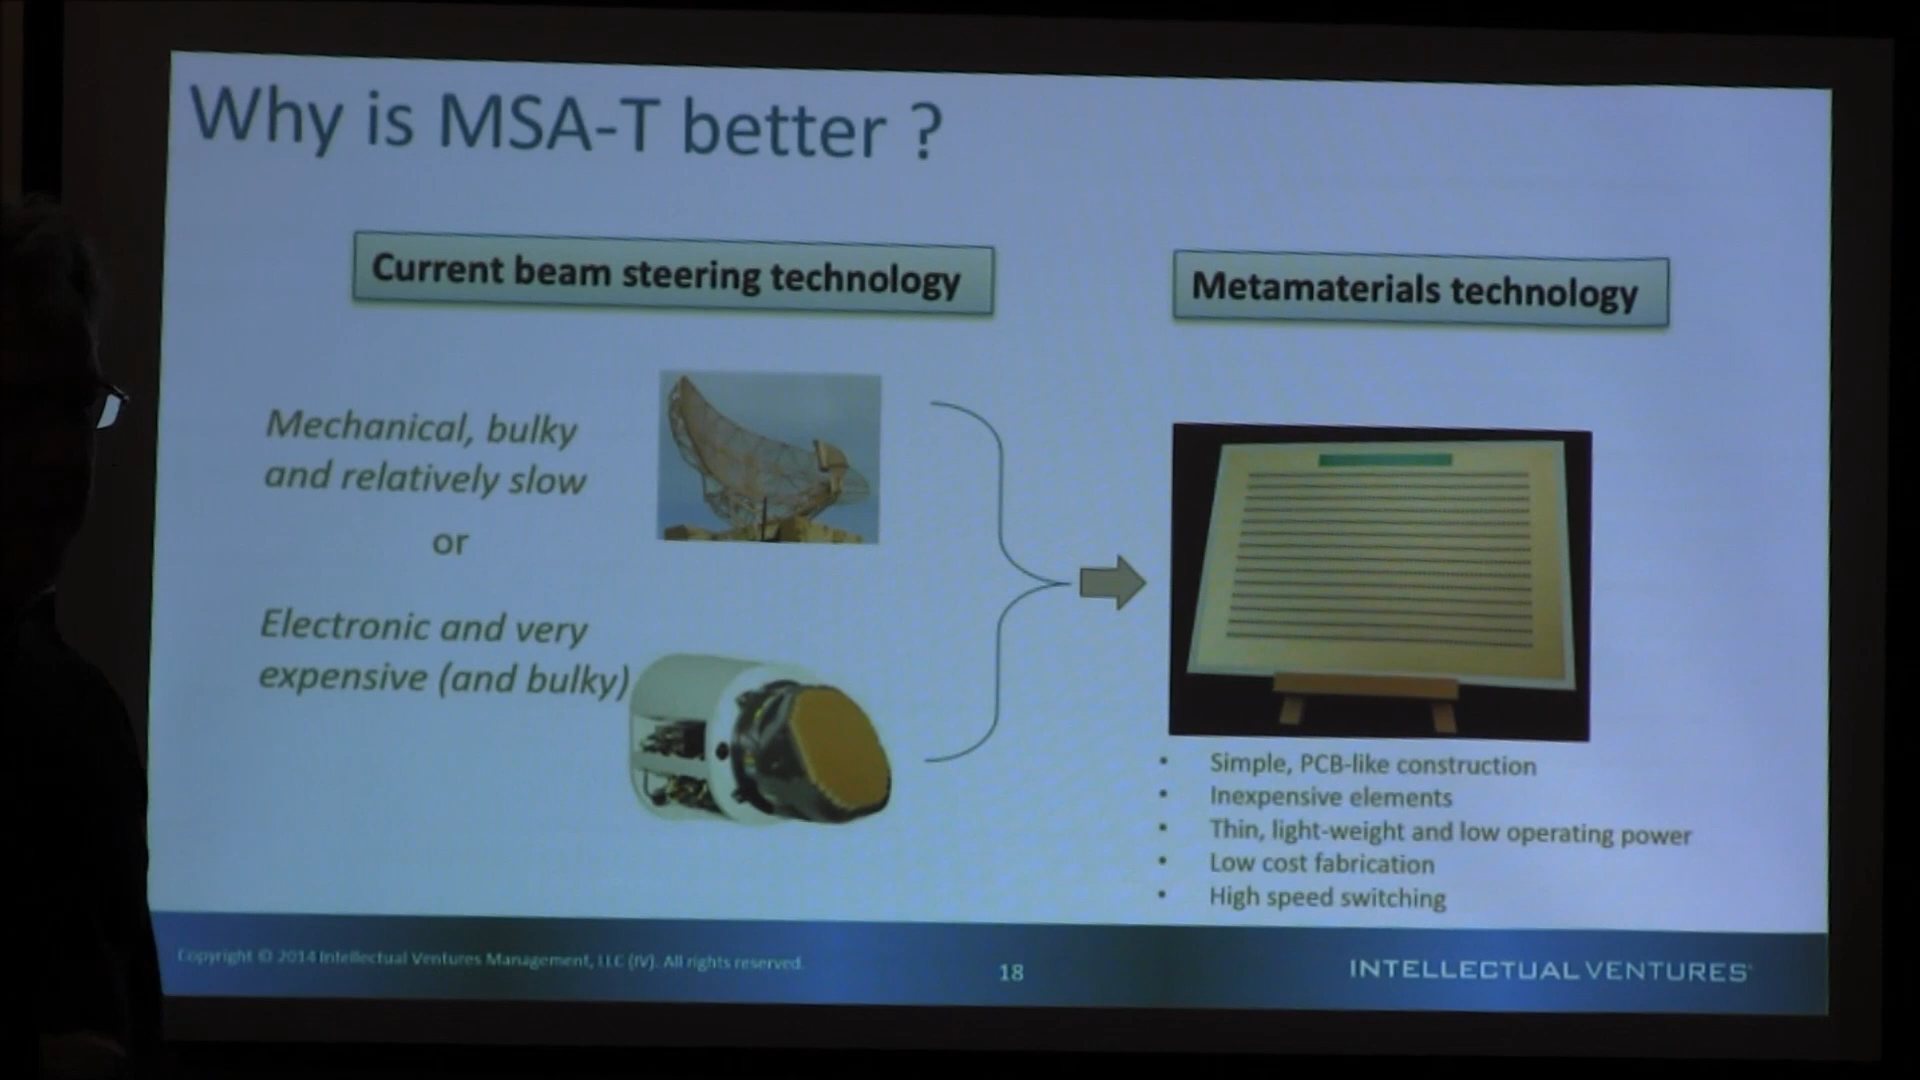 Why is MSA-T better ?
Current beam steering technology
Metamaterials technology
Mechanical, bulky
and relatively slow
or
Electronic and very
expensive (and bulky)
• Simple, PCB-like construction
• Inexpensive elements
• Thin, light-weight and low operating power
• Low cost fabrication
• High speed switching
Copyright © 2014 Intellectual Ventures Management, LLC (IV). All rights reserved.
18
INTELLECTUAL VENTURES®